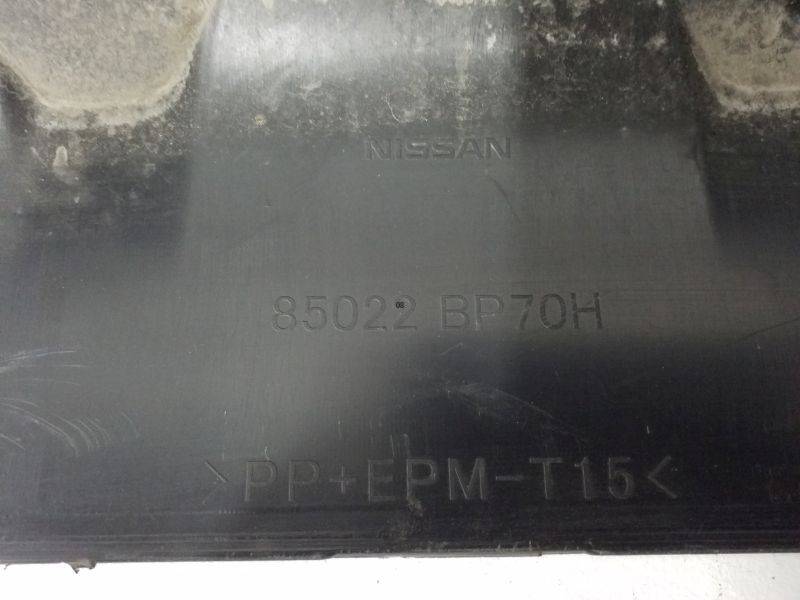 NISSAN
85022 BP70H
>PP+EPM-T15<